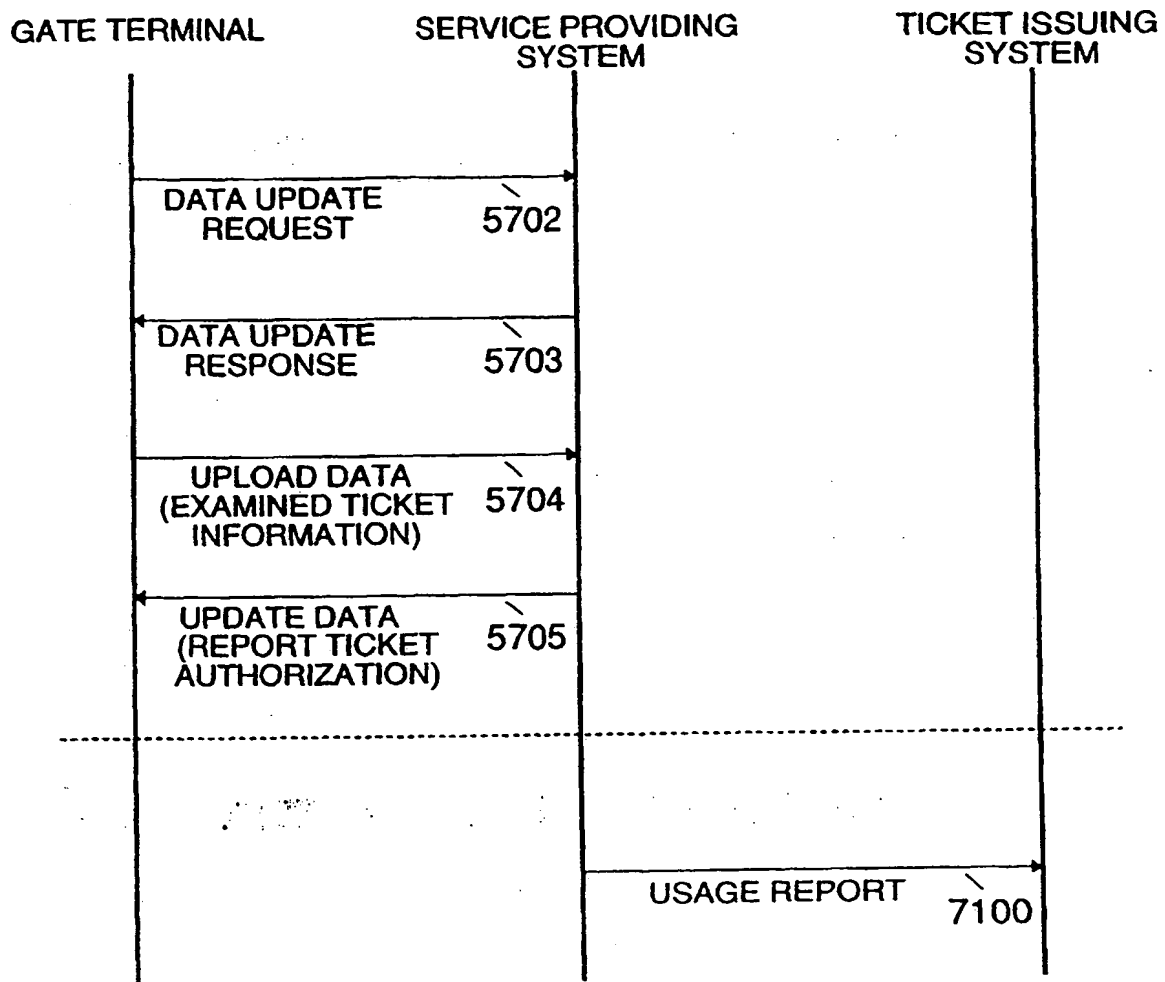 GATE TERMINAL
SERVICE PROVIDING
SYSTEM
TICKET ISSUING
SYSTEM
DATA UPDATE
REQUEST
5702
DATA UPDATE
RESPONSE
5703
UPLOAD DATA
(EXAMINED TICKET
INFORMATION)
5704
UPDATE DATA
(REPORT TICKET
AUTHORIZATION)
5705
USAGE REPORT
7100